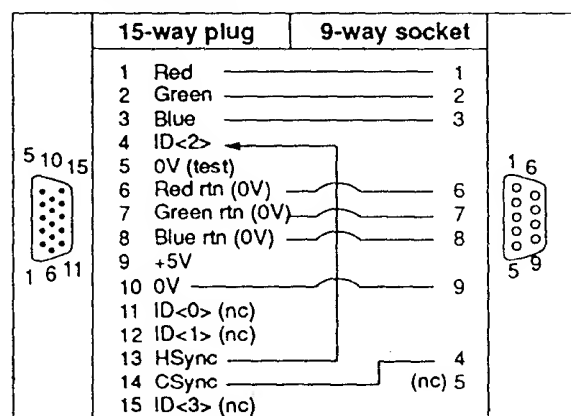 15-way plug 9-way socket
1 Red 1
2 Green 2
3 Blue 3
4 ID<2>
5 0V (test)
6 Red rtn (0V) 6
7 Green rtn (0V) 7
8 Blue rtn (0V) 8
9 +5V
10 0V 9
11 ID<0> (nc)
12 ID<1> (nc)
13 HSync 4
14 CSync (nc) 5
15 ID<3> (nc)
5 10 15
1 6 11
1 6
5 9